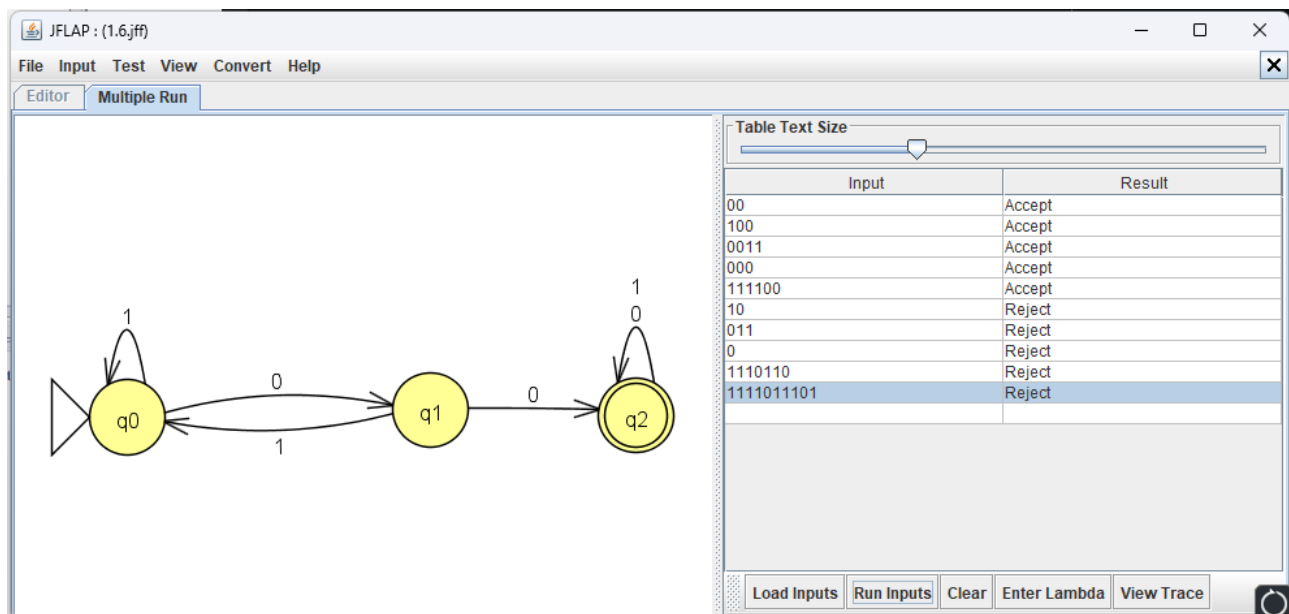 JFLAP : (1.6.jff)
File Input Test View Convert Help
Editor Multiple Run
Table Text Size
Input Result
00 Accept
100 Accept
0011 Accept
000 Accept
111100 Accept
10 Reject
011 Reject
0 Reject
1110110 Reject
1111011101 Reject
1
1
0
0
0
q0
q1
q2
1
Load Inputs Run Inputs Clear Enter Lambda View Trace